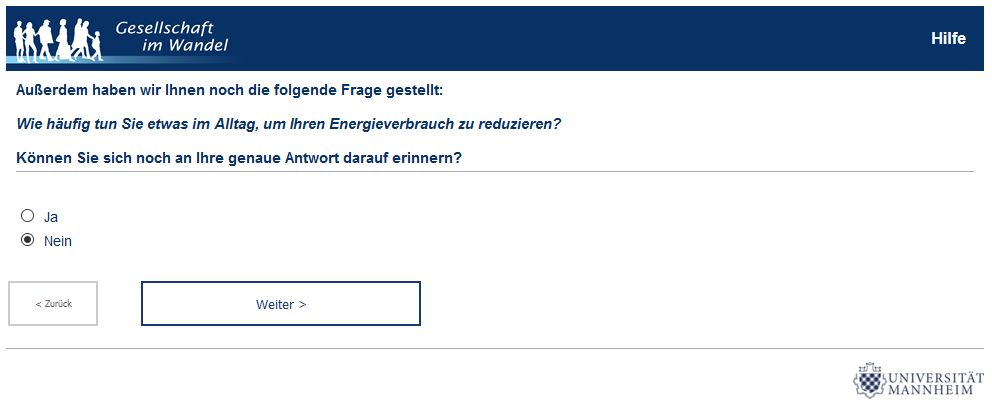 Gesellschaft
im Wandel
Hilfe
Außerdem haben wir Ihnen noch die folgende Frage gestellt:
Wie häufig tun Sie etwas im Alltag, um Ihren Energieverbrauch zu reduzieren?
Können Sie sich noch an Ihre genaue Antwort darauf erinnern?
Ja
Nein
< Zurück
Weiter >
UNIVERSITÄT
MANNHEIM